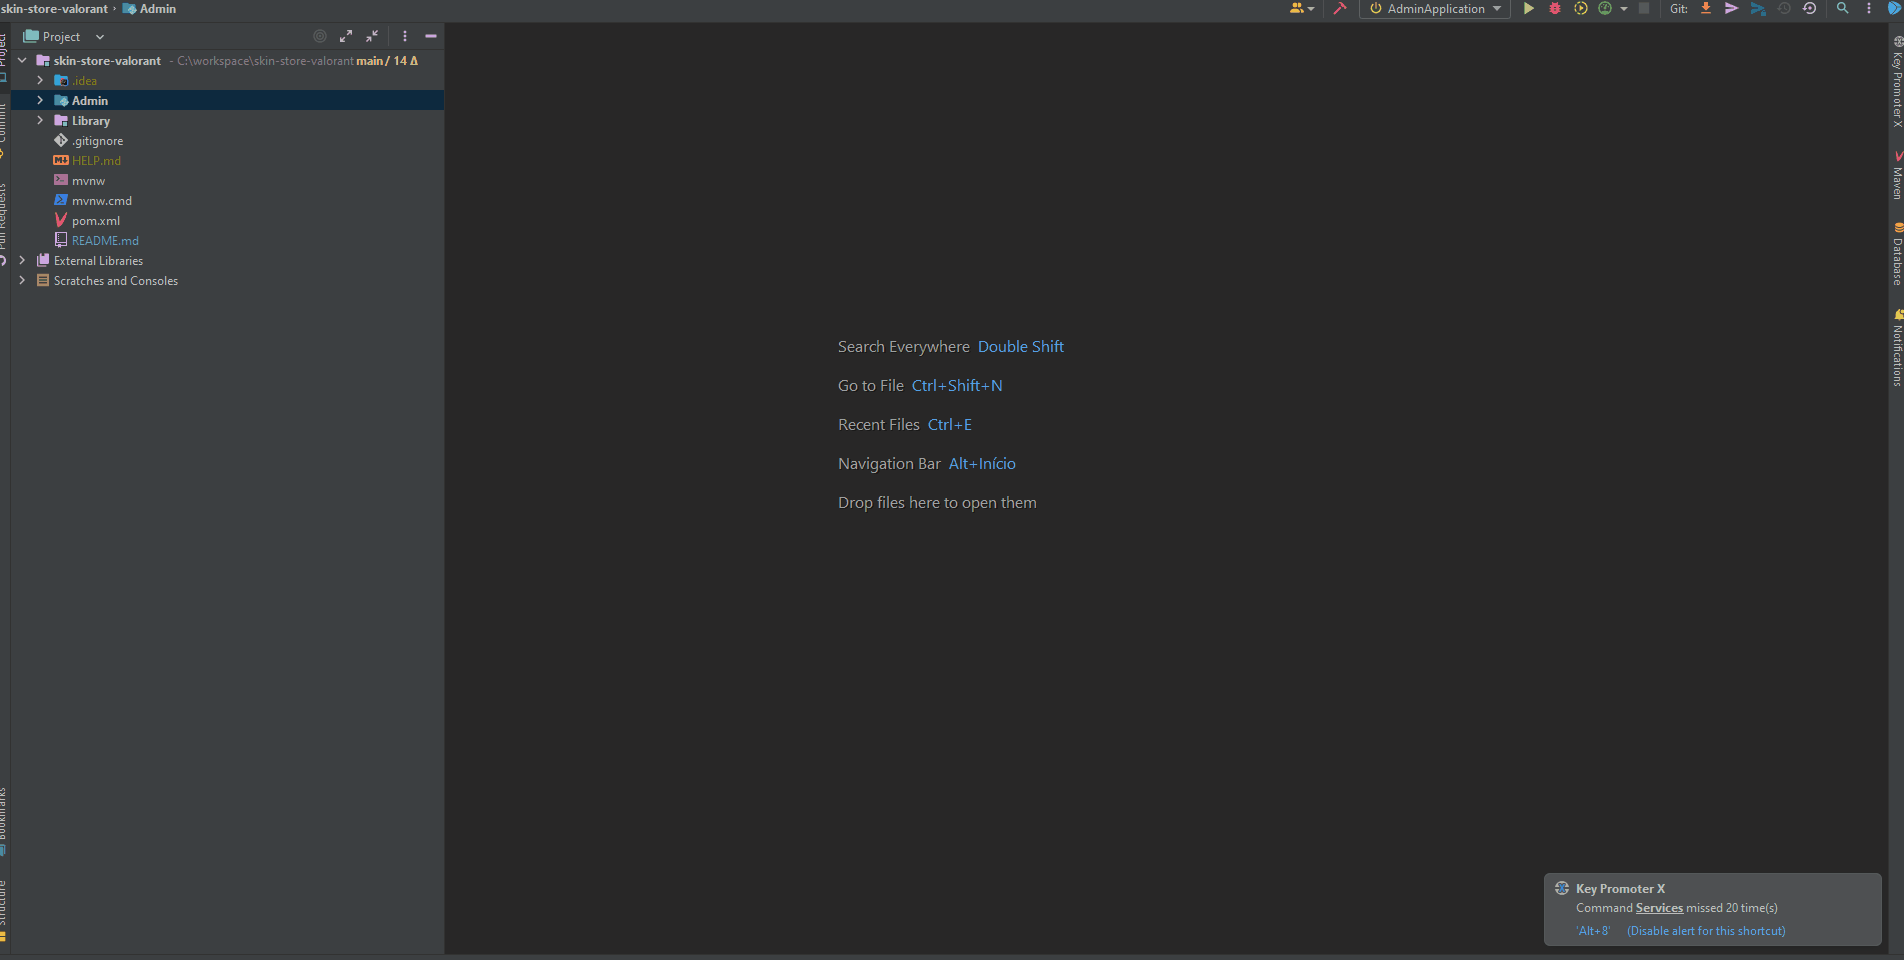 skin-store-valorant › Admin
AdminApplication
Git:
Project
Project
skin-store-valorant - C:\workspace\skin-store-valorant main / 14 Δ
.idea
Admin
Library
.gitignore
HELP.md
mvnw
mvnw.cmd
pom.xml
README.md
External Libraries
Scratches and Consoles
Commit
Pull Requests
Bookmarks
Structure
Search Everywhere Double Shift
Go to File Ctrl+Shift+N
Recent Files Ctrl+E
Navigation Bar Alt+Início
Drop files here to open them
Key Promoter X
Maven
Database
Notifications
Key Promoter X
Command Services missed 20 time(s)
'Alt+8' (Disable alert for this shortcut)